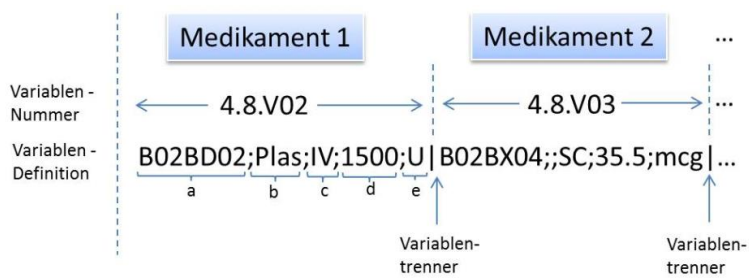 Medikament 1 Medikament 2 ...
Variablen -
Nummer
4.8.V02 4.8.V03 ...
Variablen -
Definition
B02BD02;Plas;IV;1500;U|B02BX04;;SC;35.5;mcg|...
a b c d e
Variablen-
trenner
Variablen-
trenner